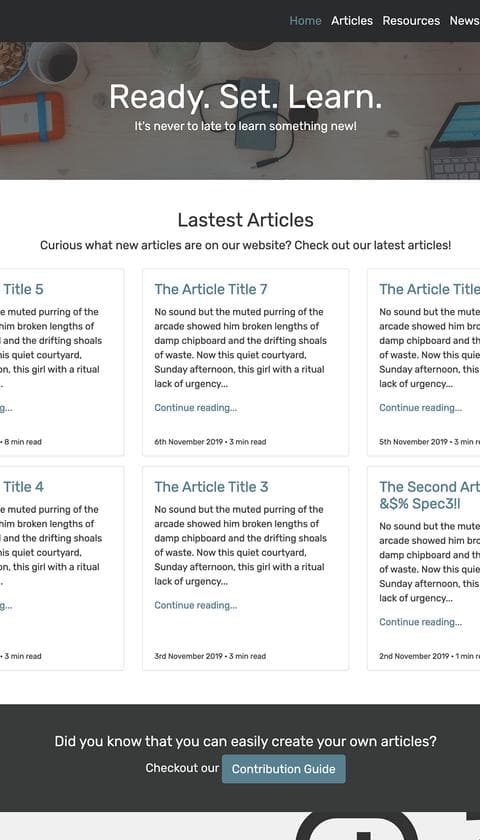 Home Articles Resources News
Ready. Set. Learn.
It's never to late to learn something new!
Lastest Articles
Curious what new articles are on our website? Check out our latest articles!
Title 5
e muted purring of the
him broken lengths of
and the drifting shoals
his quiet courtyard,
on, this girl with a ritual
.
g...
• 8 min read
The Article Title 7
No sound but the muted purring of the
arcade showed him broken lengths of
damp chipboard and the drifting shoals
of waste. Now this quiet courtyard,
Sunday afternoon, this girl with a ritual
lack of urgency...
Continue reading...
6th November 2019 • 3 min read
The Article Title
No sound but the mute
arcade showed him bro
damp chipboard and th
of waste. Now this quie
Sunday afternoon, this
lack of urgency...
Continue reading...
5th November 2019 • 3 min re
Title 4
e muted purring of the
him broken lengths of
and the drifting shoals
his quiet courtyard,
on, this girl with a ritual
.
g...
• 3 min read
The Article Title 3
No sound but the muted purring of the
arcade showed him broken lengths of
damp chipboard and the drifting shoals
of waste. Now this quiet courtyard,
Sunday afternoon, this girl with a ritual
lack of urgency...
Continue reading...
3rd November 2019 • 3 min read
The Second Art
&$% Spec3!!
No sound but the mute
arcade showed him bro
damp chipboard and th
of waste. Now this quie
Sunday afternoon, this
lack of urgency...
Continue reading...
2nd November 2019 • 1 min re
Did you know that you can easily create your own articles?
Checkout our Contribution Guide